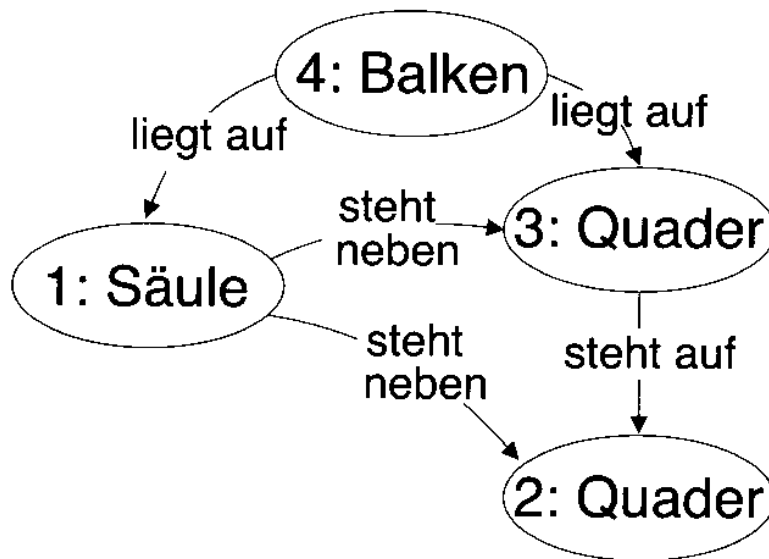 4: Balken
liegt auf
liegt auf
steht
neben
3: Quader
1: Säule
steht
neben
steht auf
2: Quader